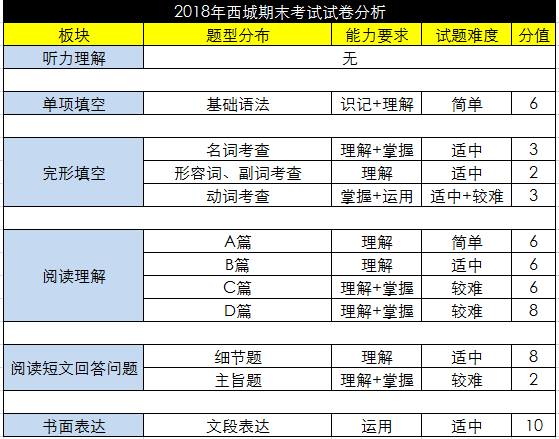 2018年西城期末考试试卷分析
板块 题型分布 能力要求 试题难度 分值
听力理解 无
单项填空 基础语法 识记+理解 简单 6
完形填空 名词考查 理解+掌握 适中 3
形容词、副词考查 理解 适中 2
动词考查 掌握+运用 适中+较难 3
阅读理解 A篇 理解 简单 6
B篇 理解 适中 6
C篇 理解+掌握 较难 6
D篇 理解+掌握 较难 8
阅读短文回答问题 细节题 理解 适中 8
主旨题 理解+掌握 较难 2
书面表达 文段表达 运用 适中 10